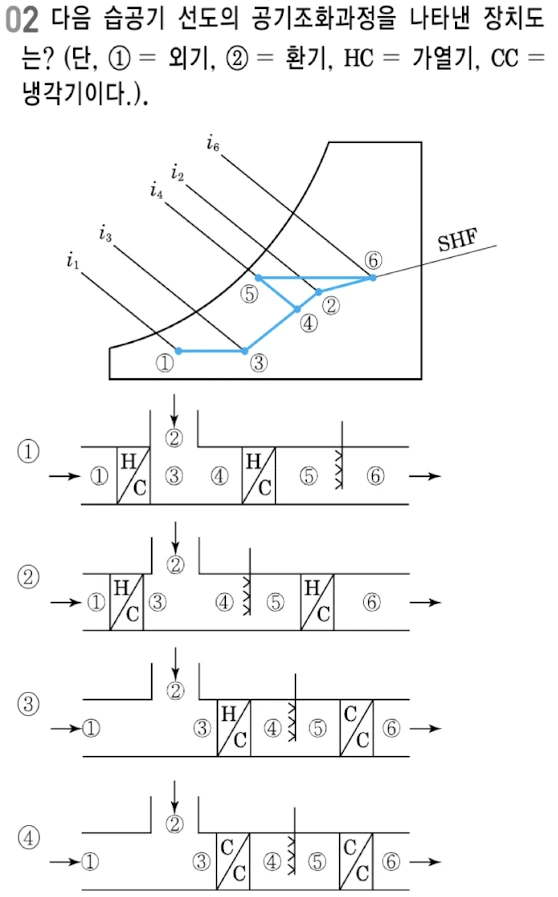 02 다음 습공기 선도의 공기조화과정을 나타낸 장치도
는? (단, ① = 외기, ② = 환기, HC = 가열기, CC =
냉각기이다.).
i₆
i₂
i₄
i₃
i₁
SHF
⑥
⑤
②
④
①
③
①
②
① H/C ③ ④ H/C ⑤ ⑥
②
②
① H/C ③ ④ ⑤ H/C ⑥
③
②
① ③ H/C ④ ⑤ C/C ⑥
④
②
① ③ C/C ④ ⑤ C/C ⑥